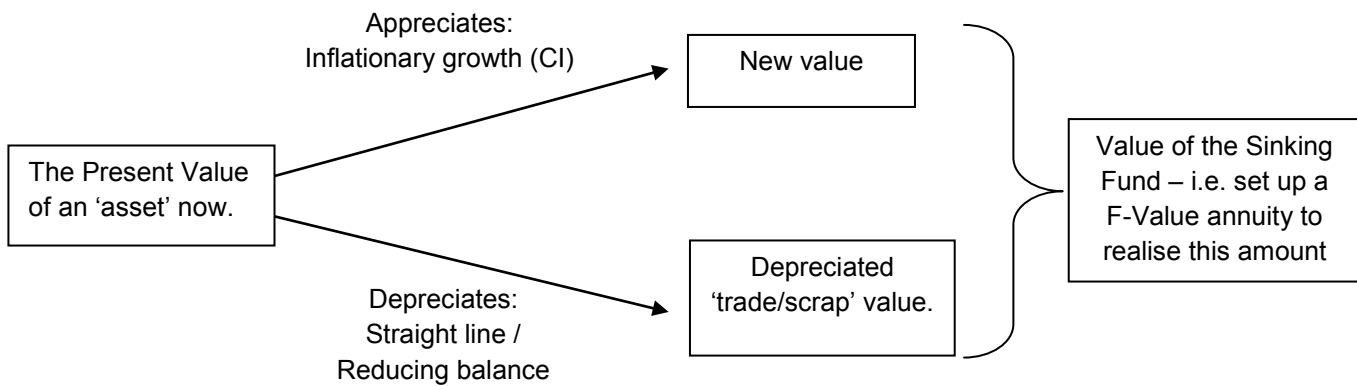 Appreciates:
Inflationary growth (CI)
New value
The Present Value
of an ‘asset’ now.
Value of the Sinking
Fund – i.e. set up a
F-Value annuity to
realise this amount
Depreciated
‘trade/scrap’ value.
Depreciates:
Straight line /
Reducing balance